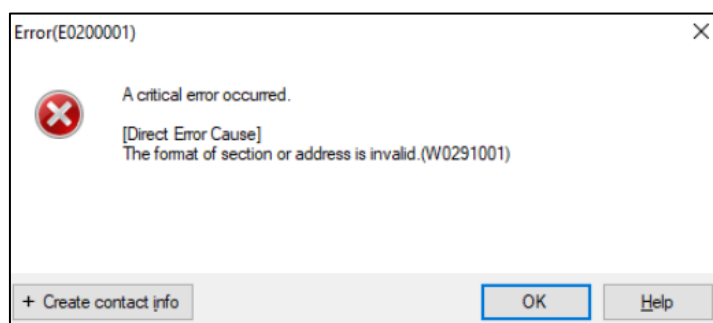 Error(E0200001)
A critical error occurred.
[Direct Error Cause]
The format of section or address is invalid.(W0291001)
+ Create contact info
OK
Help